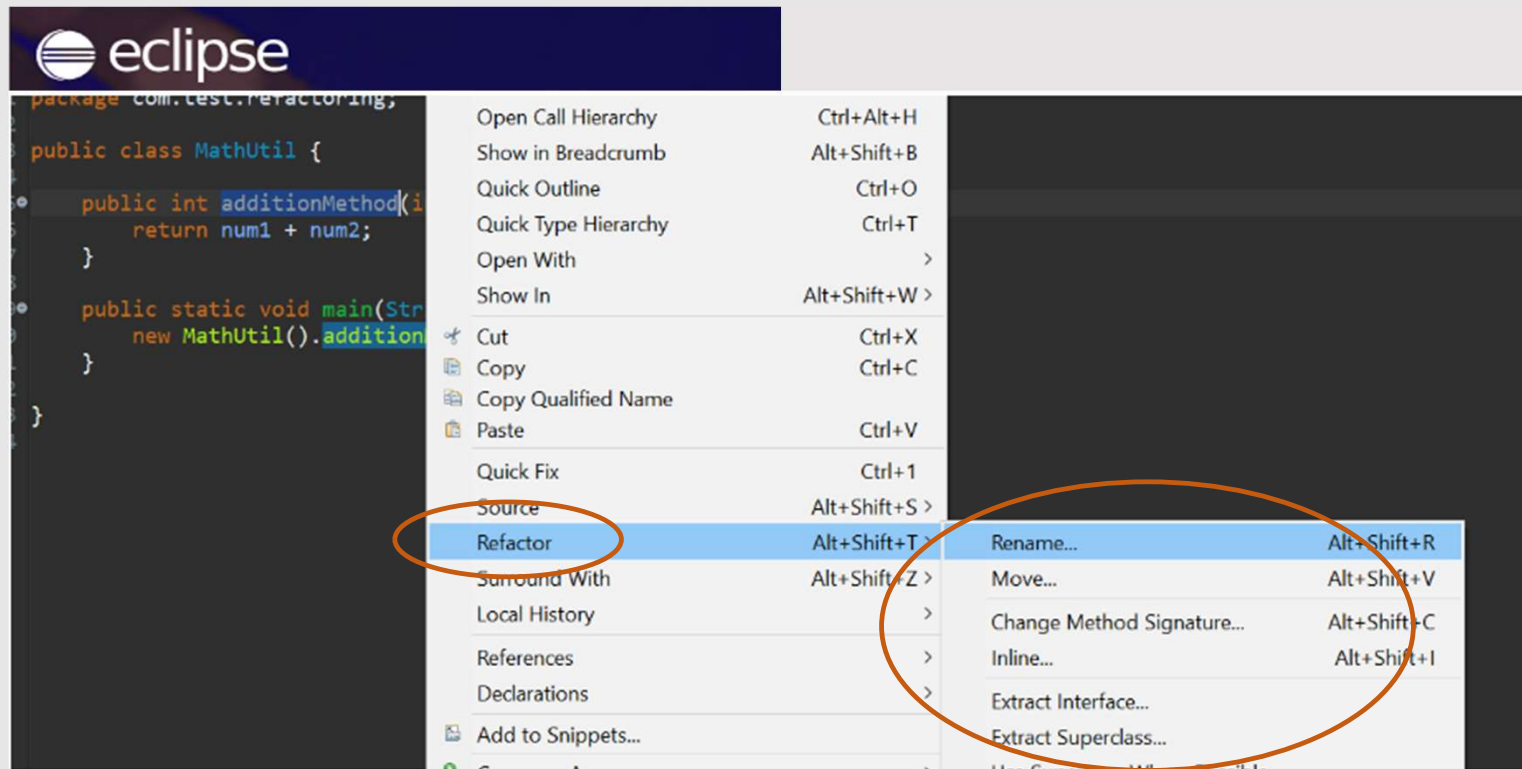 eclipse
package com.test.refactoring;
public class MathUtil {
public int additionMethod(i
return num1 + num2;
}
public static void main(Str
new MathUtil().addition
}
}
Open Call Hierarchy Ctrl+Alt+H
Show in Breadcrumb Alt+Shift+B
Quick Outline Ctrl+O
Quick Type Hierarchy Ctrl+T
Open With >
Show In Alt+Shift+W >
Cut Ctrl+X
Copy Ctrl+C
Copy Qualified Name
Paste Ctrl+V
Quick Fix Ctrl+1
Source Alt+Shift+S >
Refactor Alt+Shift+T >
Surround With Alt+Shift+Z >
Local History >
References >
Declarations >
Add to Snippets...
Rename... Alt+Shift+R
Move... Alt+Shift+V
Change Method Signature... Alt+Shift+C
Inline... Alt+Shift+I
Extract Interface...
Extract Superclass...